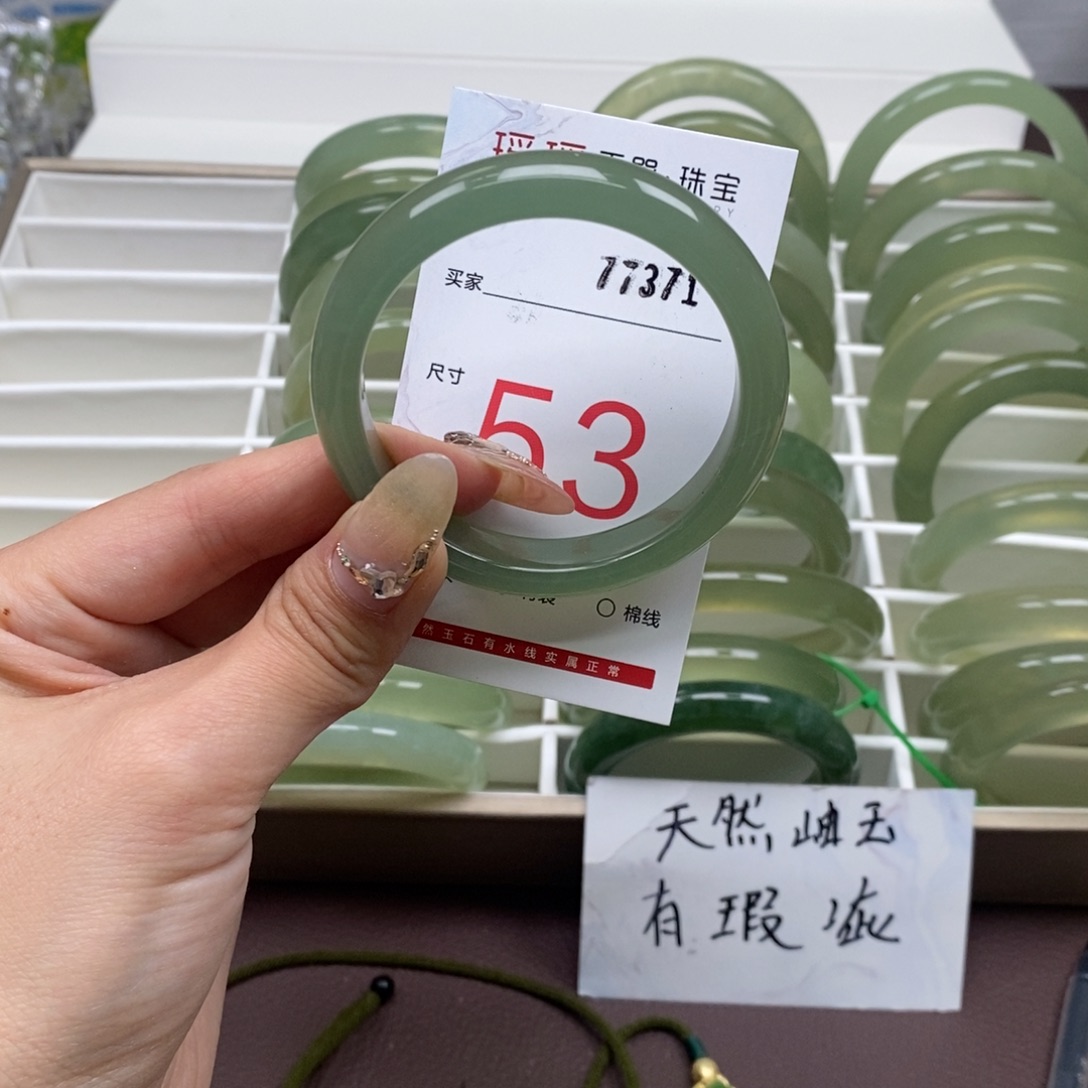 珠宝
买家 77371
尺寸 53
棉线
然玉石有水线实属正常
天然岫玉
有瑕疵